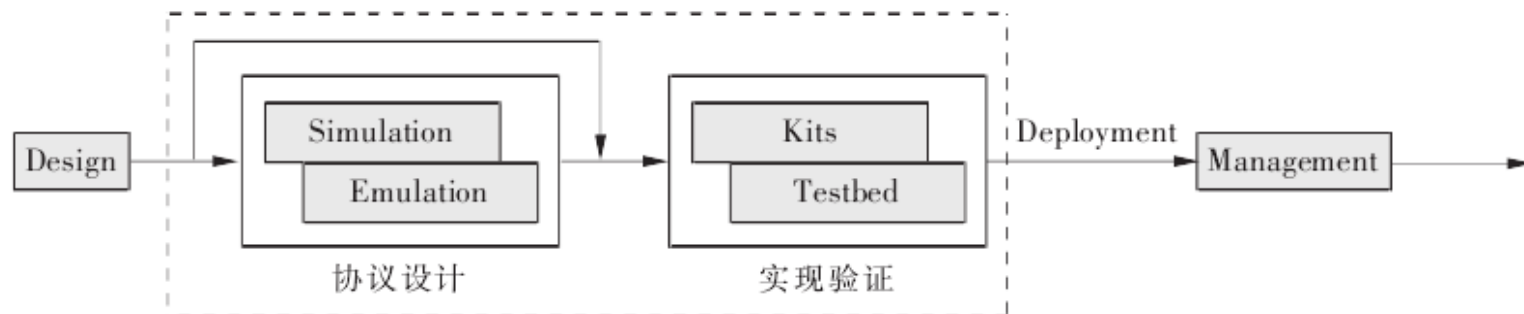 Design
Simulation
Emulation
协议设计
Kits
Testbed
实现验证
Deployment
Management